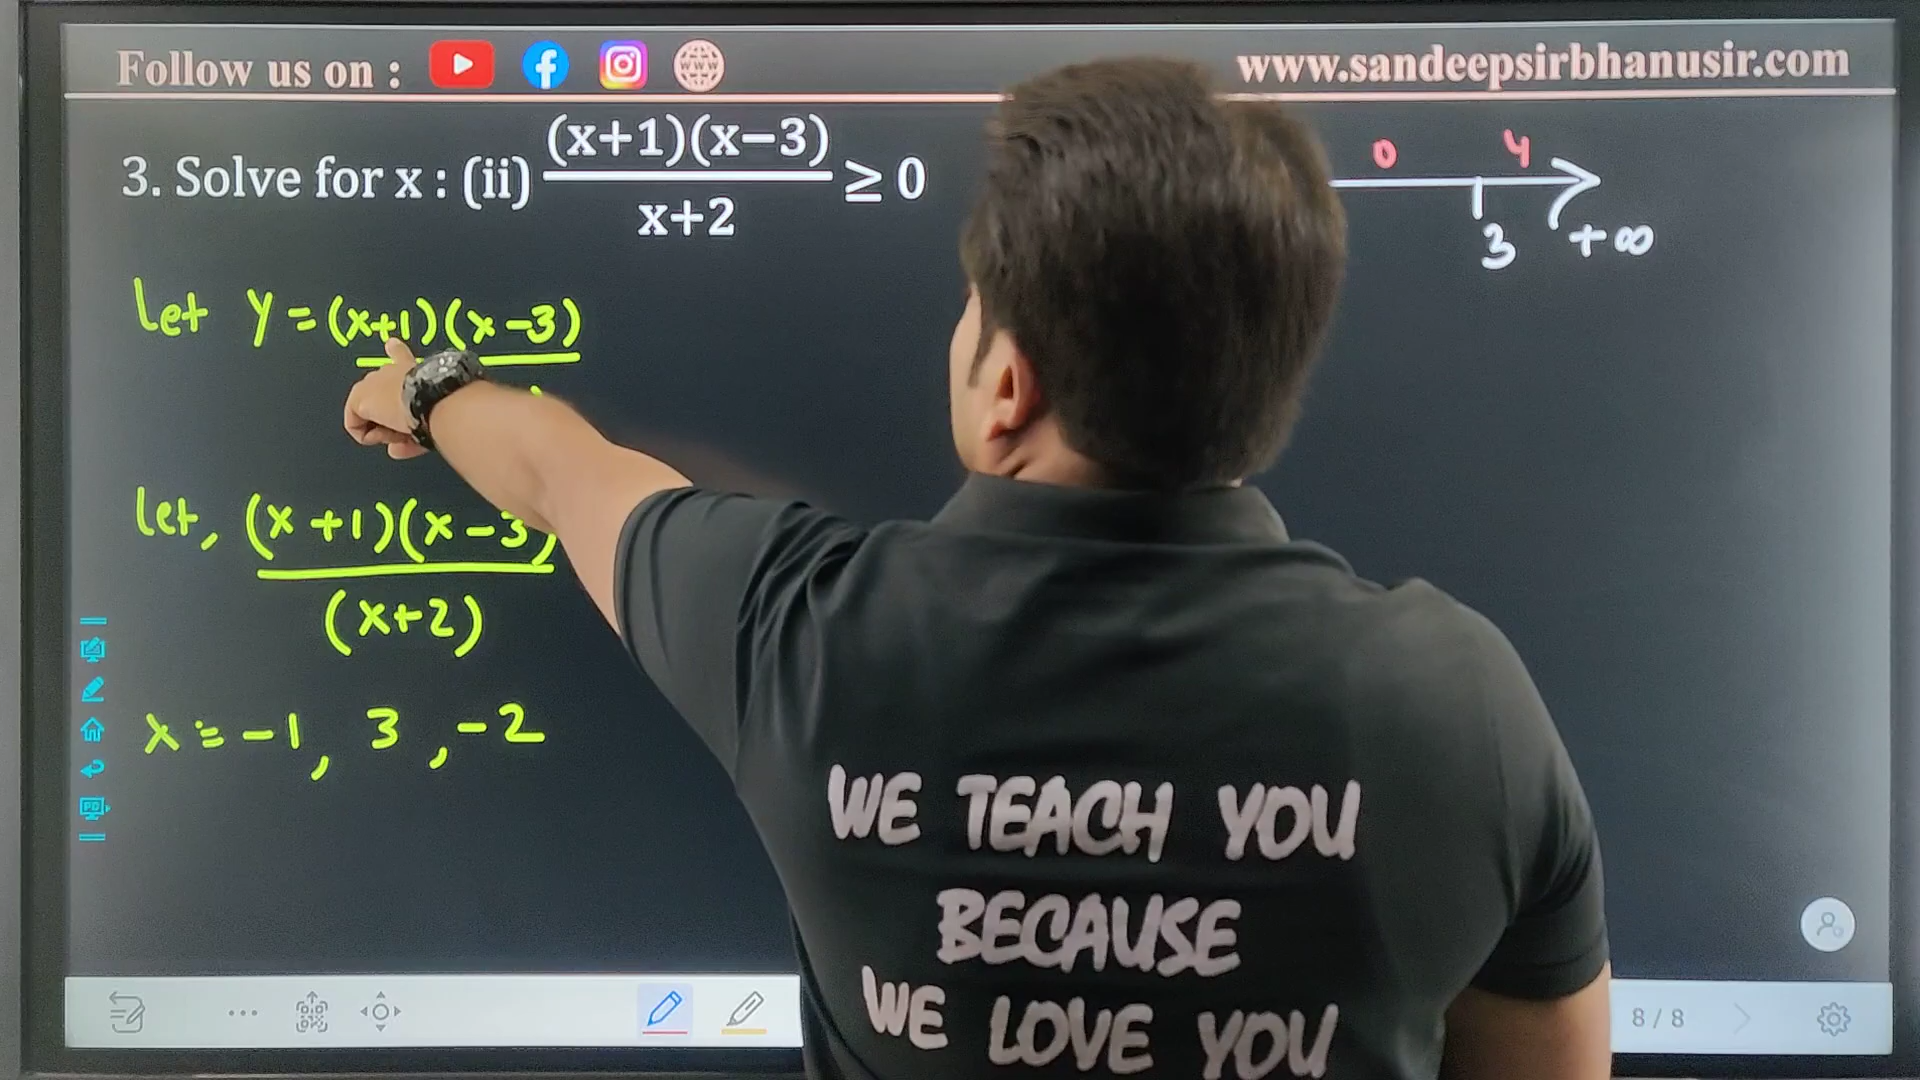 Follow us on :
www.sandeepsirbhanusir.com
3. Solve for x : (ii) (x+1)(x−3)
x+2
≥ 0
0 4
3 +∞
Let y = (x+1)(x-3)
let, (x+1)(x-3)
(x+2)
x = -1, 3, -2
WE TEACH YOU
BECAUSE
WE LOVE YOU
8 / 8